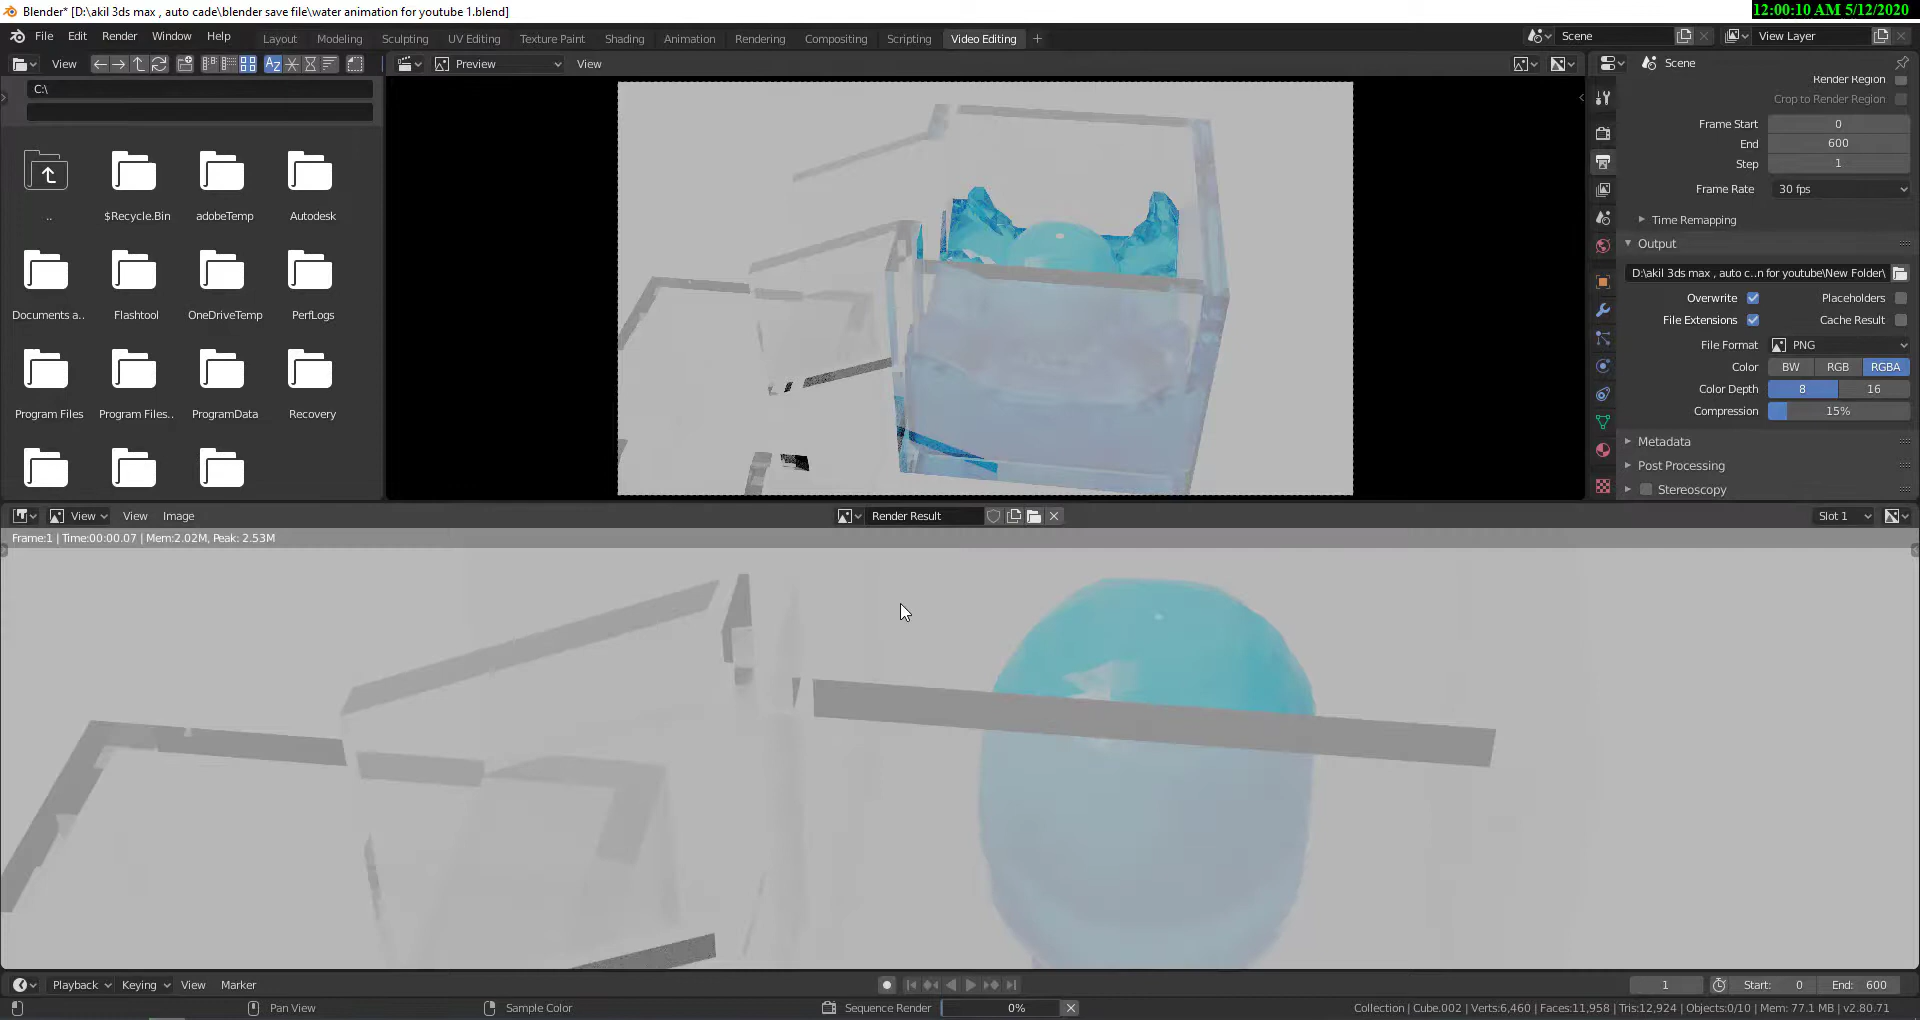 Blender* [D:\akil 3ds max , auto cade\blender save file\water animation for youtube 1.blend]
12:00:10 AM 5/12/2020
File Edit Render Window Help Layout Modeling Sculpting UV Editing Texture Paint Shading Animation Rendering Compositing Scripting Video Editing + Scene View Layer
View Preview View Scene
C:\
Render Region
Crop to Render Region
Frame Start 0
End 600
Step 1
Frame Rate 30 fps
.. $Recycle.Bin adobeTemp Autodesk
Time Remapping
Output
D:\akil 3ds max , auto c..n for youtube\New Folder\
Overwrite Placeholders
Documents a.. Flashtool OneDriveTemp PerfLogs
File Extensions Cache Result
File Format PNG
Color BW RGB RGBA
Color Depth 8 16
Compression 15%
Program Files Program Files.. ProgramData Recovery
Metadata
Post Processing
Stereoscopy
View View Image Render Result Slot 1
Frame:1 | Time:00:00.07 | Mem:2.02M, Peak: 2.53M
Playback Keying View Marker 1 Start: 0 End: 600
Pan View Sample Color Sequence Render 0% Collection | Cube.002 | Verts:6,460 | Faces:11,958 | Tris:12,924 | Objects:0/10 | Mem: 77.1 MB | v2.80.71